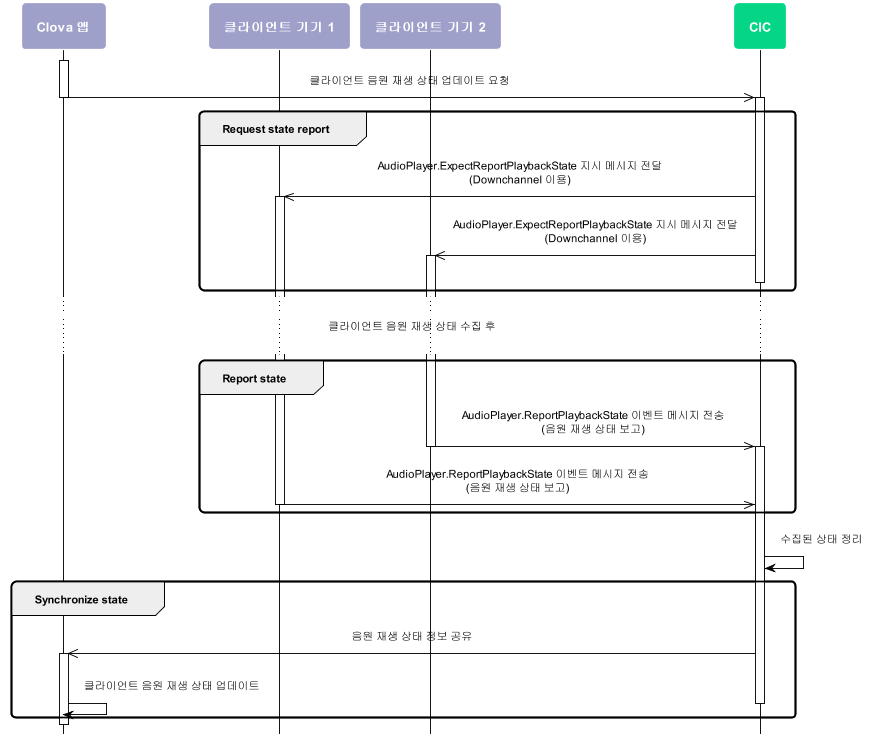 Clova 앱
클라이언트 기기 1
클라이언트 기기 2
CIC
클라이언트 음원 재생 상태 업데이트 요청
Request state report
AudioPlayer.ExpectReportPlaybackState 지시 메시지 전달
(Downchannel 이용)
AudioPlayer.ExpectReportPlaybackState 지시 메시지 전달
(Downchannel 이용)
클라이언트 음원 재생 상태 수집 후
Report state
AudioPlayer.ReportPlaybackState 이벤트 메시지 전송
(음원 재생 상태 보고)
AudioPlayer.ReportPlaybackState 이벤트 메시지 전송
(음원 재생 상태 보고)
수집된 상태 정리
Synchronize state
음원 재생 상태 정보 공유
클라이언트 음원 재생 상태 업데이트